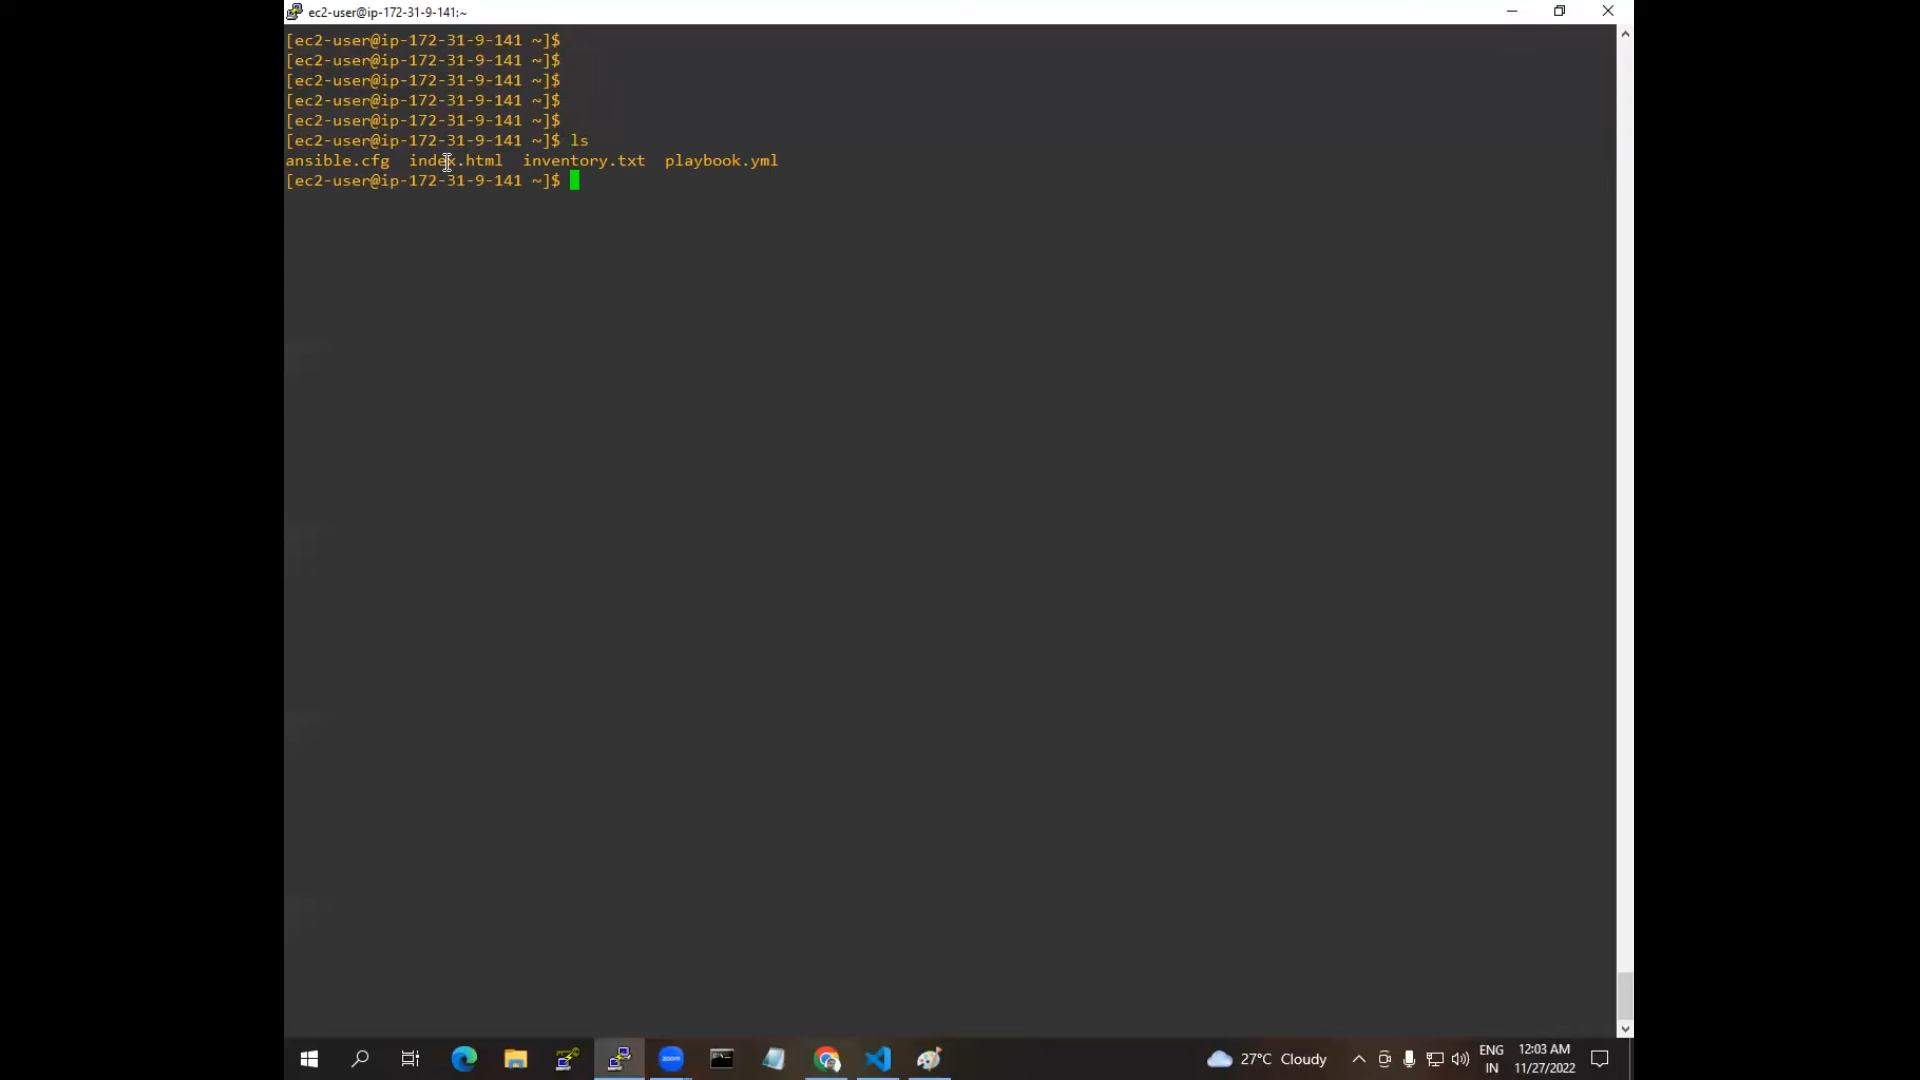 ec2-user@ip-172-31-9-141:~
[ec2-user@ip-172-31-9-141 ~]$
[ec2-user@ip-172-31-9-141 ~]$
[ec2-user@ip-172-31-9-141 ~]$
[ec2-user@ip-172-31-9-141 ~]$
[ec2-user@ip-172-31-9-141 ~]$
[ec2-user@ip-172-31-9-141 ~]$ ls
ansible.cfg index.html inventory.txt playbook.yml
[ec2-user@ip-172-31-9-141 ~]$
zoom
27°C Cloudy
ENG
IN
12:03 AM
11/27/2022